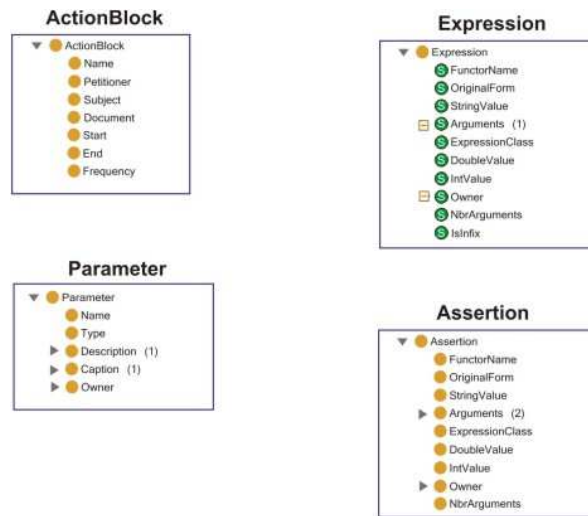 ActionBlock
ActionBlock
Name
Petitioner
Subject
Document
Start
End
Frequency
Expression
Expression
S FunctorName
S OriginalForm
S StringValue
S Arguments (1)
S ExpressionClass
S DoubleValue
S IntValue
S Owner
S NbrArguments
S IsInfix
Parameter
Parameter
Name
Type
Description (1)
Caption (1)
Owner
Assertion
Assertion
FunctorName
OriginalForm
StringValue
Arguments (2)
ExpressionClass
DoubleValue
IntValue
Owner
NbrArguments